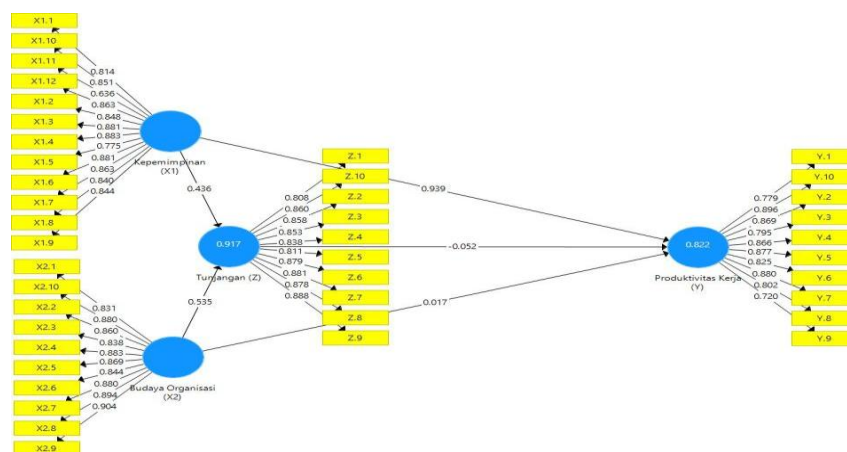 X1.1
X1.10
X1.11
X1.12
X1.2
X1.3
X1.4
X1.5
X1.6
X1.7
X1.8
X1.9
0.814
0.851
0.636
0.863
0.848
0.881
0.883
0.775
0.881
0.863
0.840
0.844
Kepemimpinan
(X1)
0.436
X2.1
X2.10
X2.2
X2.3
X2.4
X2.5
X2.6
X2.7
X2.8
X2.9
0.831
0.880
0.860
0.838
0.883
0.869
0.844
0.880
0.894
0.904
Budaya Organisasi
(X2)
0.535
0.917
Tunjangan (Z)
0.808
0.860
0.858
0.853
0.838
0.811
0.879
0.881
0.878
0.888
Z.1
Z.10
Z.2
Z.3
Z.4
Z.5
Z.6
Z.7
Z.8
Z.9
0.939
-0.052
0.017
0.822
Produktivitas Kerja
(Y)
0.779
0.896
0.869
0.795
0.866
0.877
0.825
0.880
0.802
0.720
Y.1
Y.10
Y.2
Y.3
Y.4
Y.5
Y.6
Y.7
Y.8
Y.9